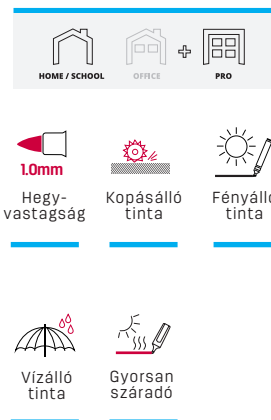 HOME / SCHOOL OFFICE PRO
1.0mm
Hegy-
vastagság
Kopásálló
tinta
Fényálló
tinta
Vízálló
tinta
Gyorsan
száradó